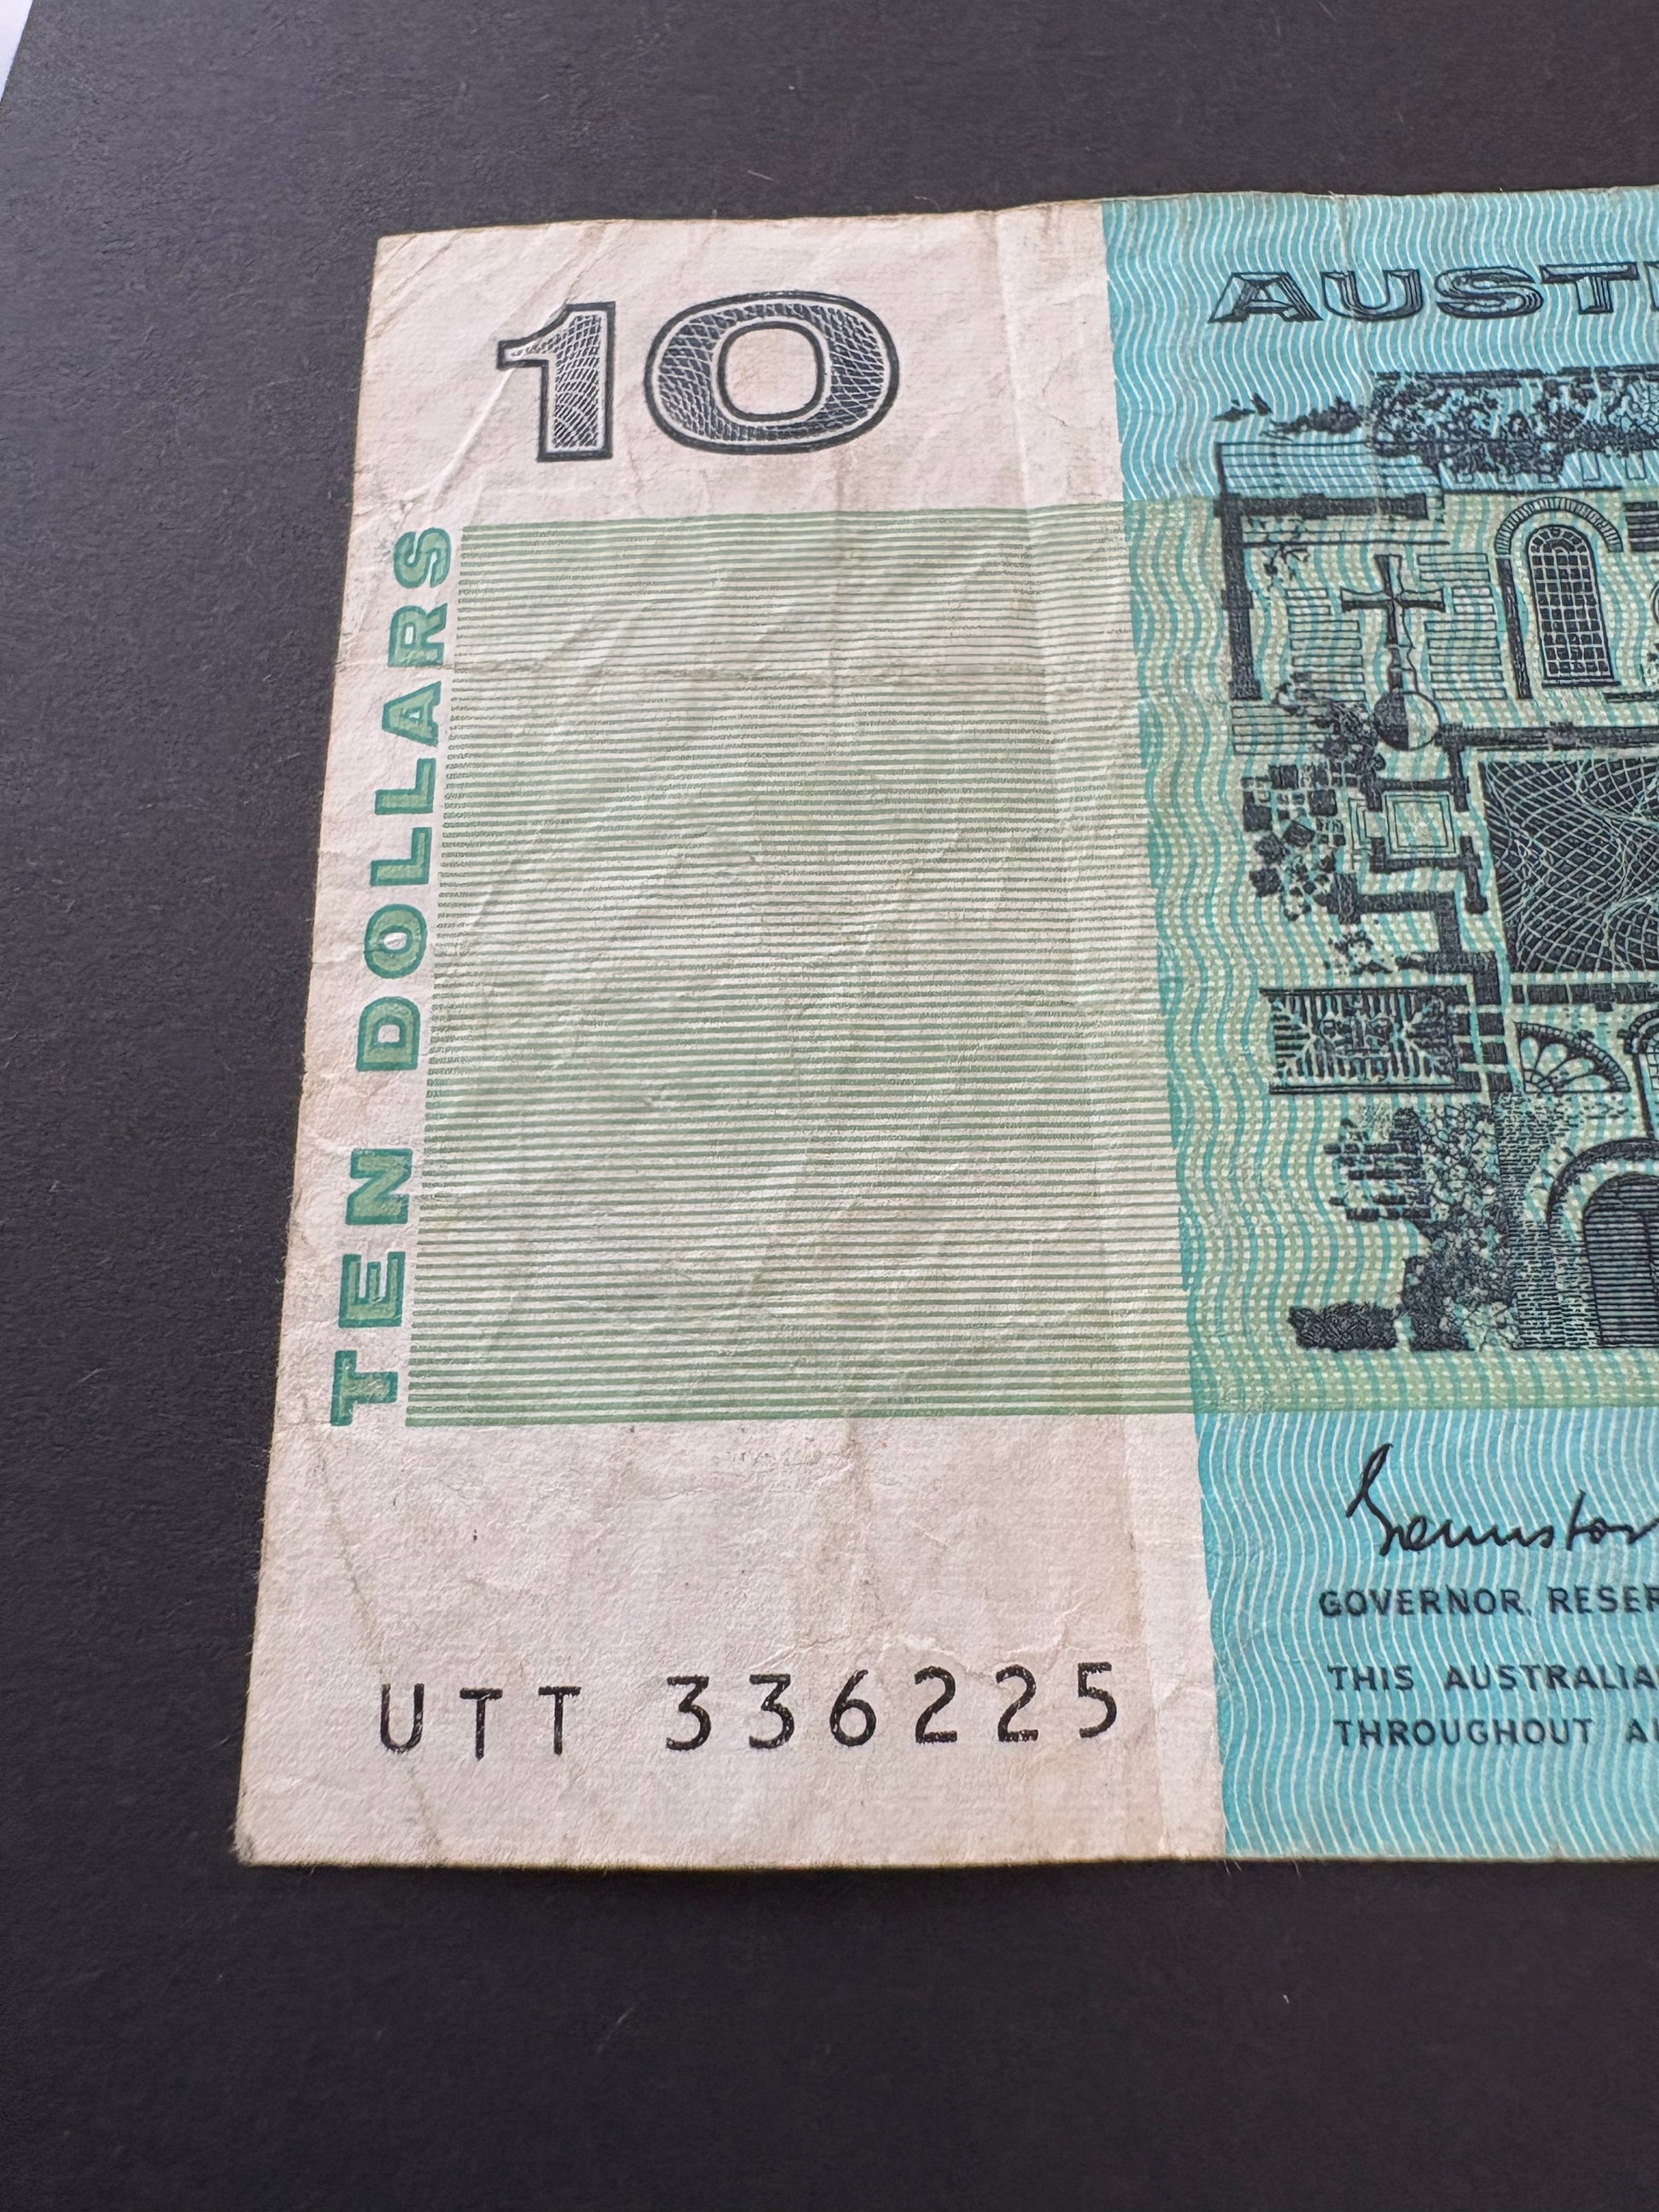 10
AUST
TEN DOLLARS
GOVERNOR, RESER
THIS AUSTRALIA
THROUGHOUT A
UTT 336225